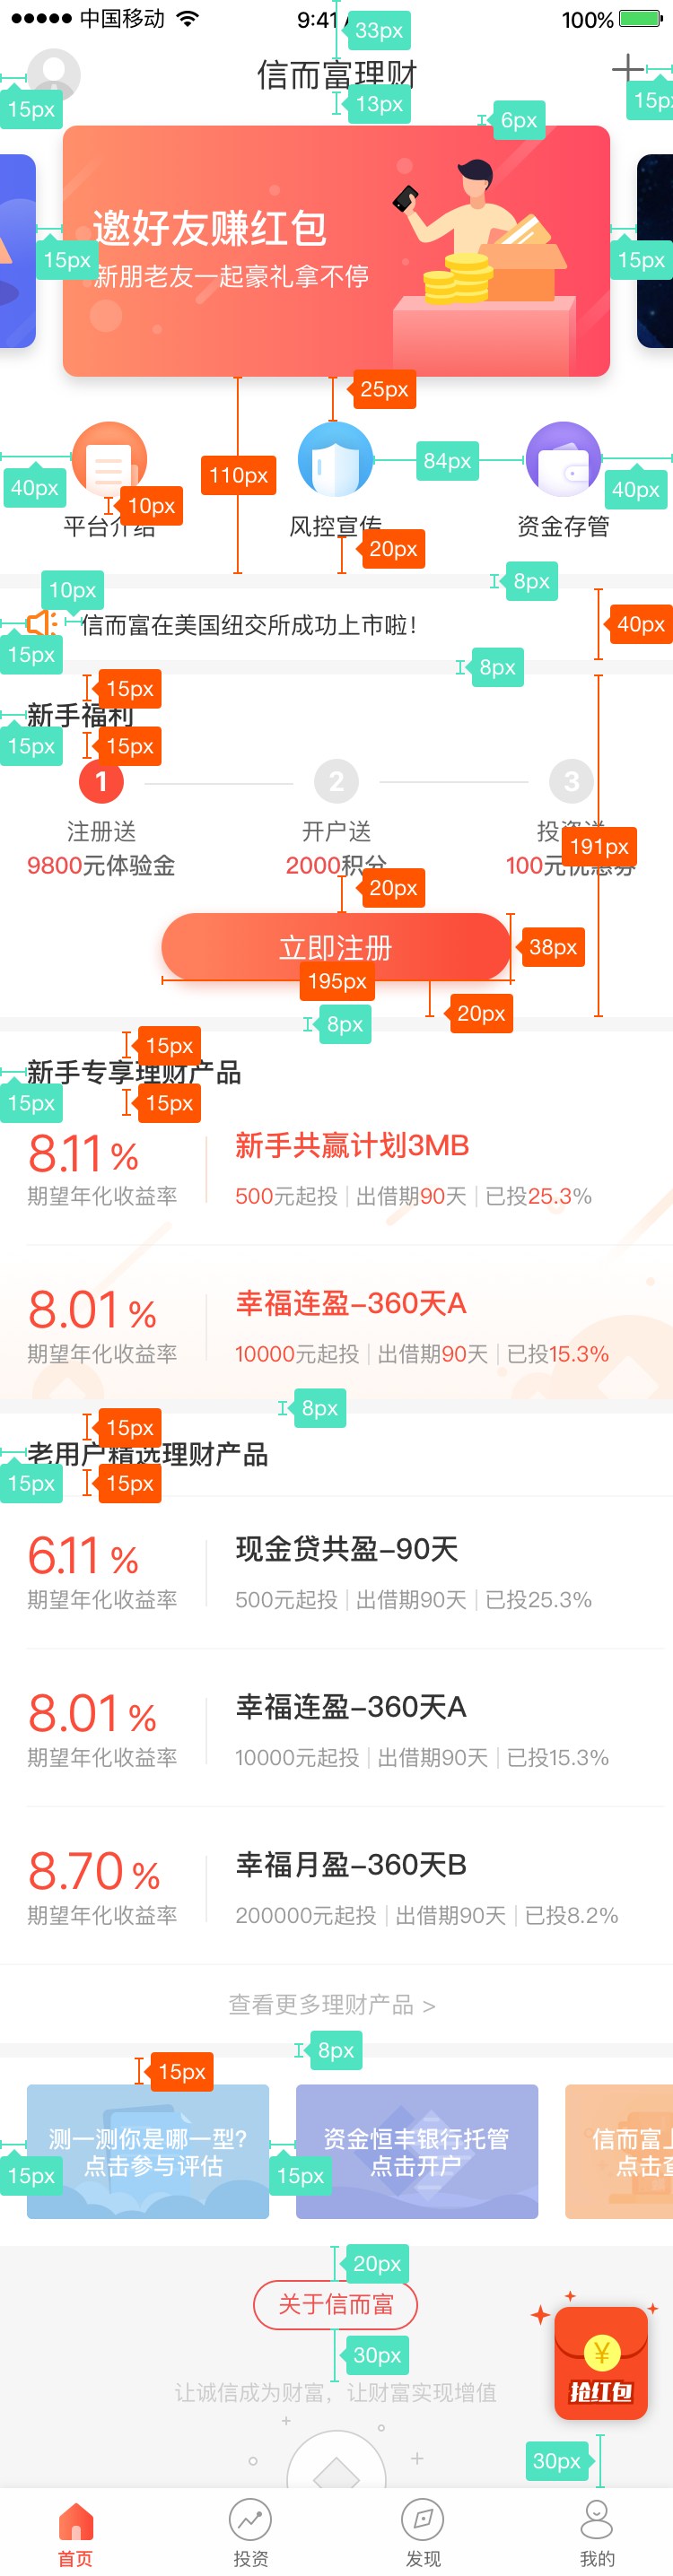 中国移动
9:41
100%
33px
信而富理财
15px
13px
15px
6px
邀好友赚红包
新朋老友一起豪礼拿不停
15px
15px
25px
110px
84px
40px
40px
10px
平台介绍
风控宣传
资金存管
20px
8px
10px
信而富在美国纽交所成功上市啦!
40px
15px
8px
15px
新手福利
15px
15px
1
2
3
注册送
开户送
投资送
191px
9800元体验金
2000积分
100元优惠券
20px
立即注册
38px
195px
20px
8px
15px
新手专享理财产品
15px
15px
8.11%
新手共赢计划3MB
期望年化收益率
500元起投|出借期90天|已投25.3%
8.01%
幸福连盈-360天A
期望年化收益率
10000元起投|出借期90天|已投15.3%
8px
15px
老用户精选理财产品
15px
15px
6.11%
现金贷共盈-90天
期望年化收益率
500元起投|出借期90天|已投25.3%
8.01%
幸福连盈-360天A
期望年化收益率
10000元起投|出借期90天|已投15.3%
8.70%
幸福月盈-360天B
期望年化收益率
200000元起投|出借期90天|已投8.2%
查看更多理财产品 >
8px
15px
测一测你是哪一型?
点击参与评估
资金恒丰银行托管
点击开户
信而富
点击
15px
15px
20px
关于信而富
30px
¥
抢红包
让诚信成为财富，让财富实现增值
30px
首页
投资
发现
我的